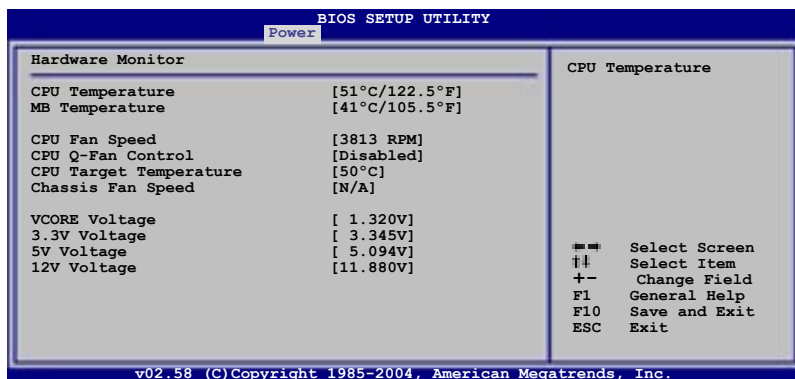 BIOS SETUP UTILITY
Power
Hardware Monitor
CPU Temperature [51°C/122.5°F]
MB Temperature [41°C/105.5°F]
CPU Fan Speed [3813 RPM]
CPU Q-Fan Control [Disabled]
CPU Target Temperature [50°C]
Chassis Fan Speed [N/A]
VCORE Voltage [ 1.320V]
3.3V Voltage [ 3.345V]
5V Voltage [ 5.094V]
12V Voltage [11.880V]
CPU Temperature
←→ Select Screen
↑↓ Select Item
+- Change Field
F1 General Help
F10 Save and Exit
ESC Exit
v02.58 (C)Copyright 1985-2004, American Megatrends, Inc.